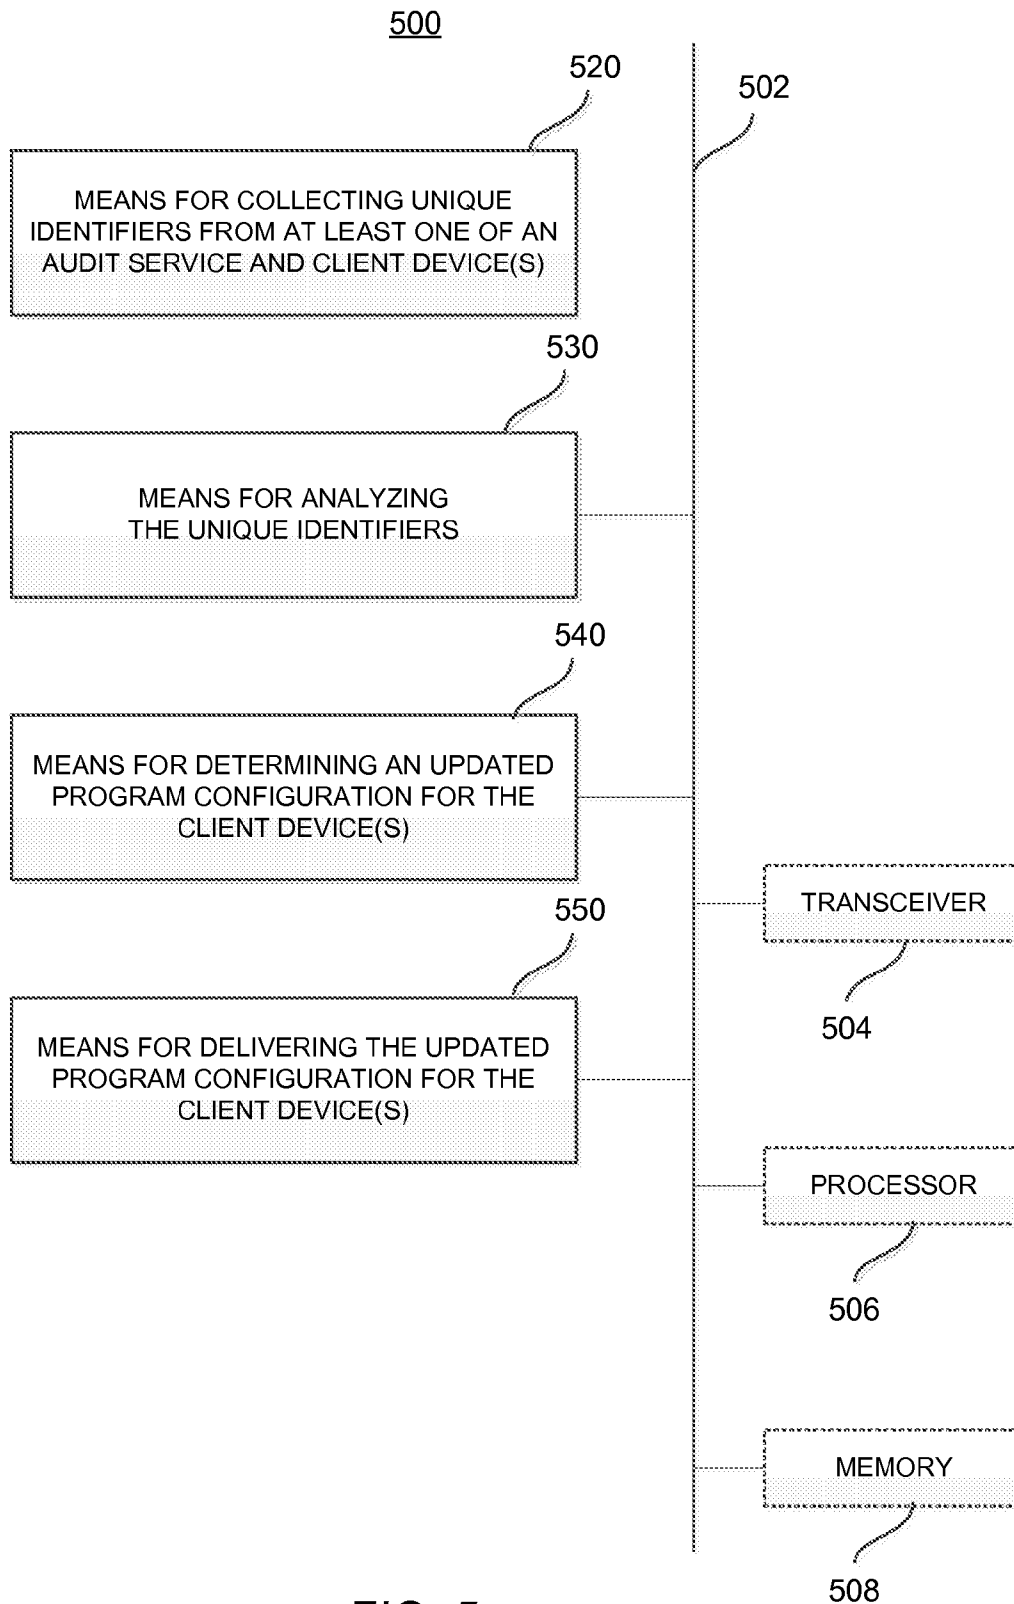 500
520
502
MEANS FOR COLLECTING UNIQUE
IDENTIFIERS FROM AT LEAST ONE OF AN
AUDIT SERVICE AND CLIENT DEVICE(S)
530
MEANS FOR ANALYZING
THE UNIQUE IDENTIFIERS
540
MEANS FOR DETERMINING AN UPDATED
PROGRAM CONFIGURATION FOR THE
CLIENT DEVICE(S)
TRANSCEIVER
504
550
MEANS FOR DELIVERING THE UPDATED
PROGRAM CONFIGURATION FOR THE
CLIENT DEVICE(S)
PROCESSOR
506
MEMORY
508